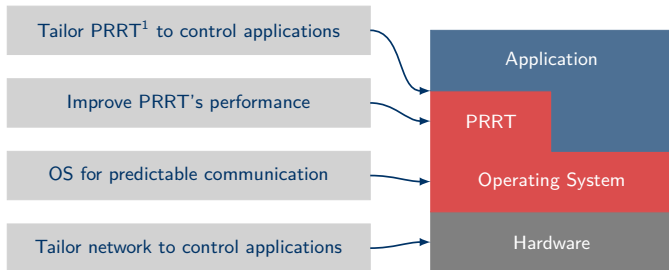 Tailor PRRT¹ to control applications
Improve PRRT's performance
OS for predictable communication
Tailor network to control applications
Application
PRRT
Operating System
Hardware